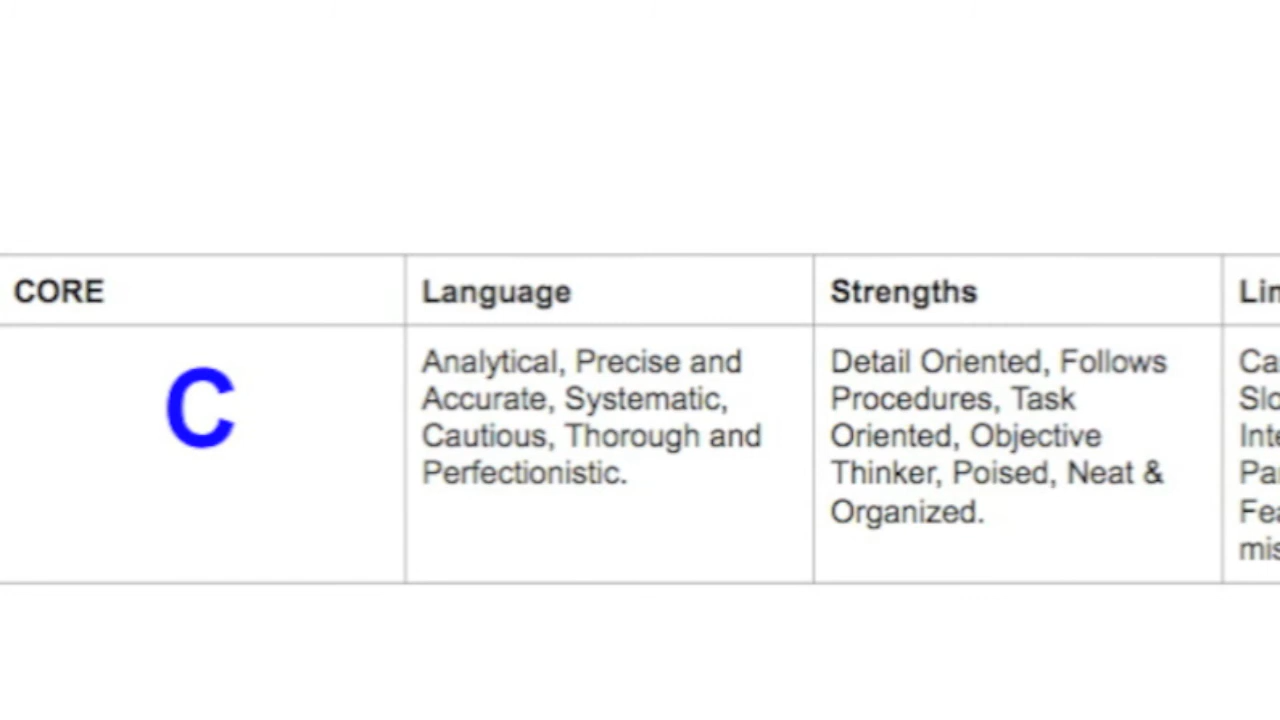 CORE
Language
Strengths
C
Analytical, Precise and
Accurate, Systematic,
Cautious, Thorough and
Perfectionistic.
Detail Oriented, Follows
Procedures, Task
Oriented, Objective
Thinker, Poised, Neat &
Organized.